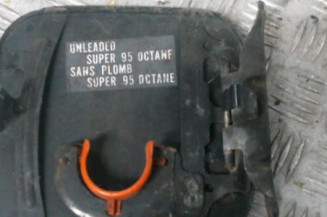 UNLEADED
SUPER 95 OCTANE
SANS PLOMB
SUPER 95 OCTANE